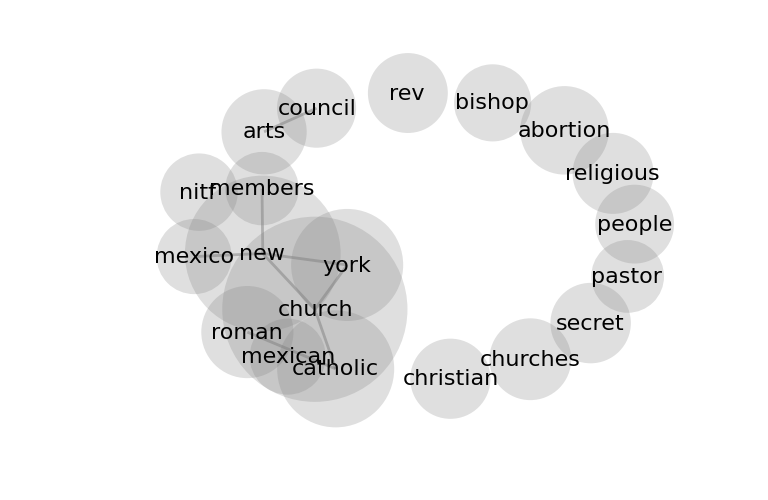 rev
council
bishop
arts
abortion
religious
nitf
members
people
mexico
new
york
pastor
church
secret
roman
mexican
churches
catholic
christian